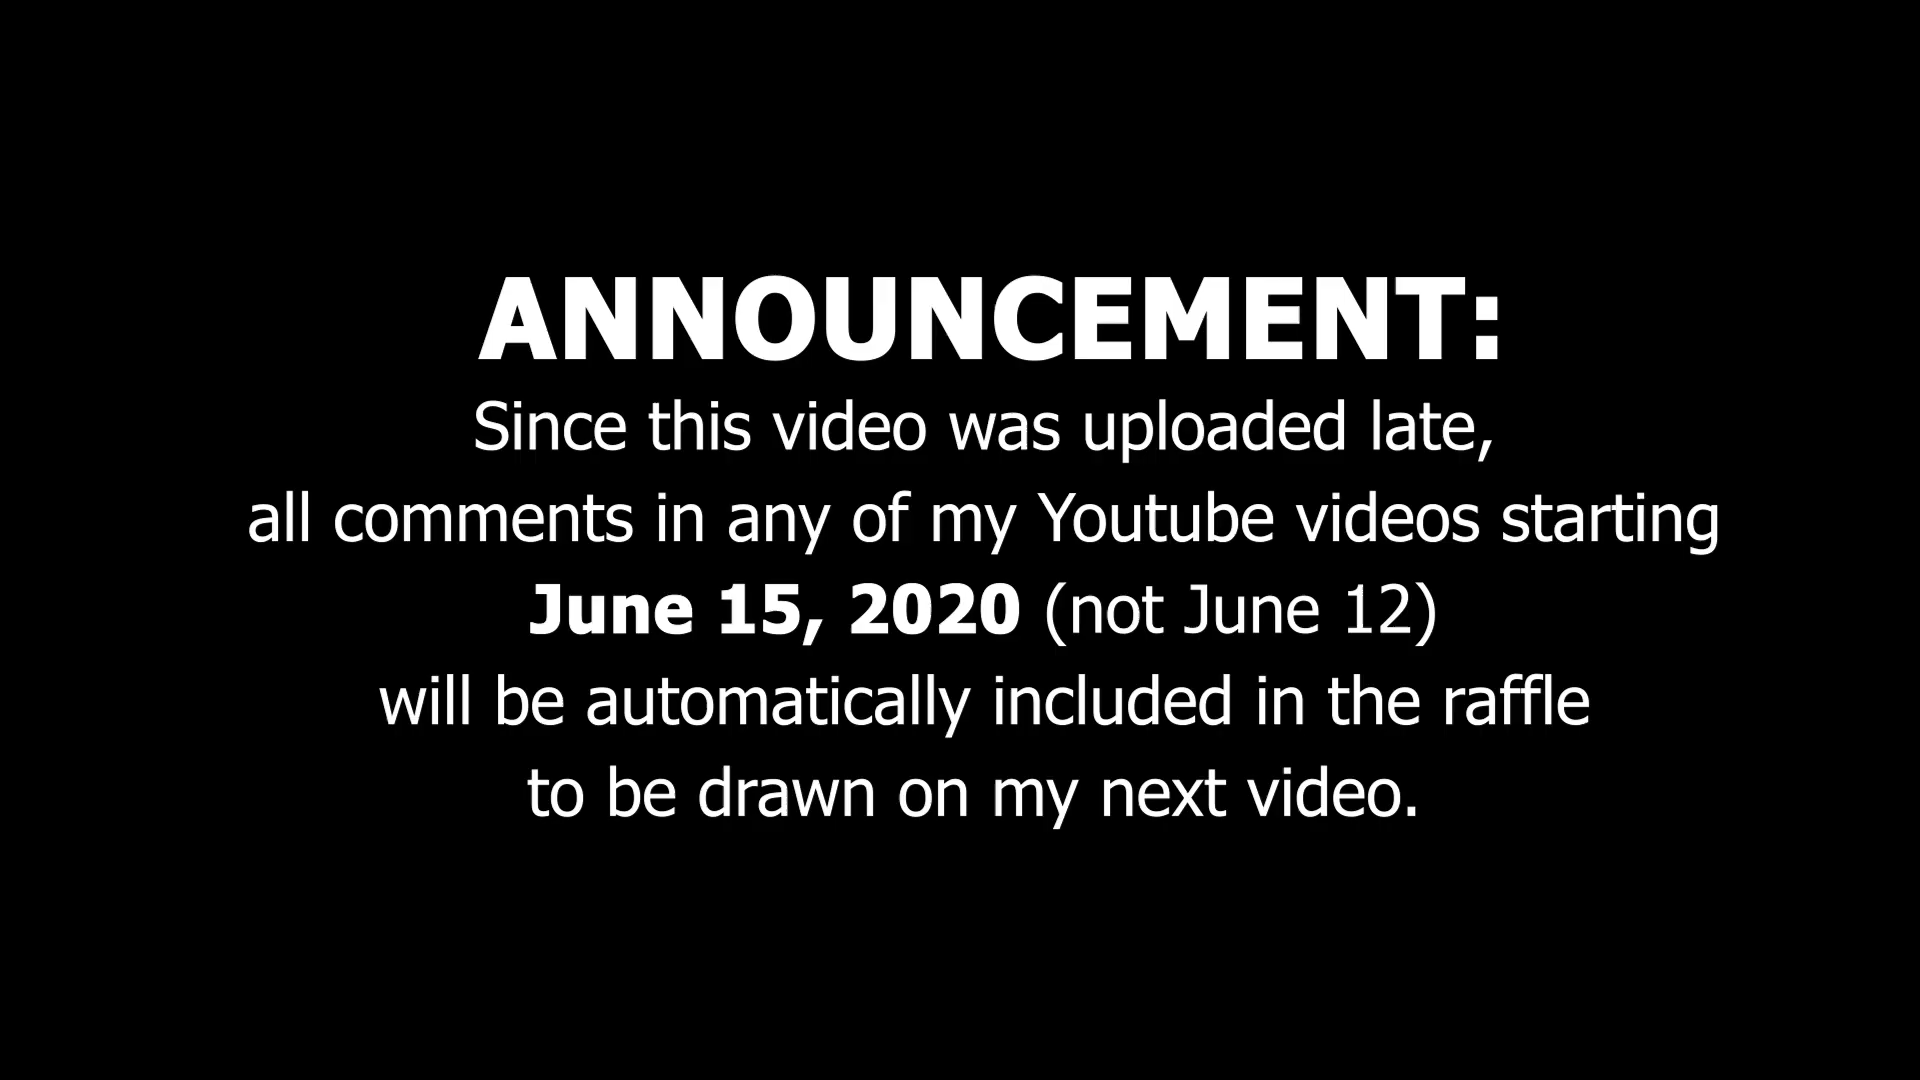 ANNOUNCEMENT:
Since this video was uploaded late,
all comments in any of my Youtube videos starting
June 15, 2020 (not June 12)
will be automatically included in the raffle
to be drawn on my next video.